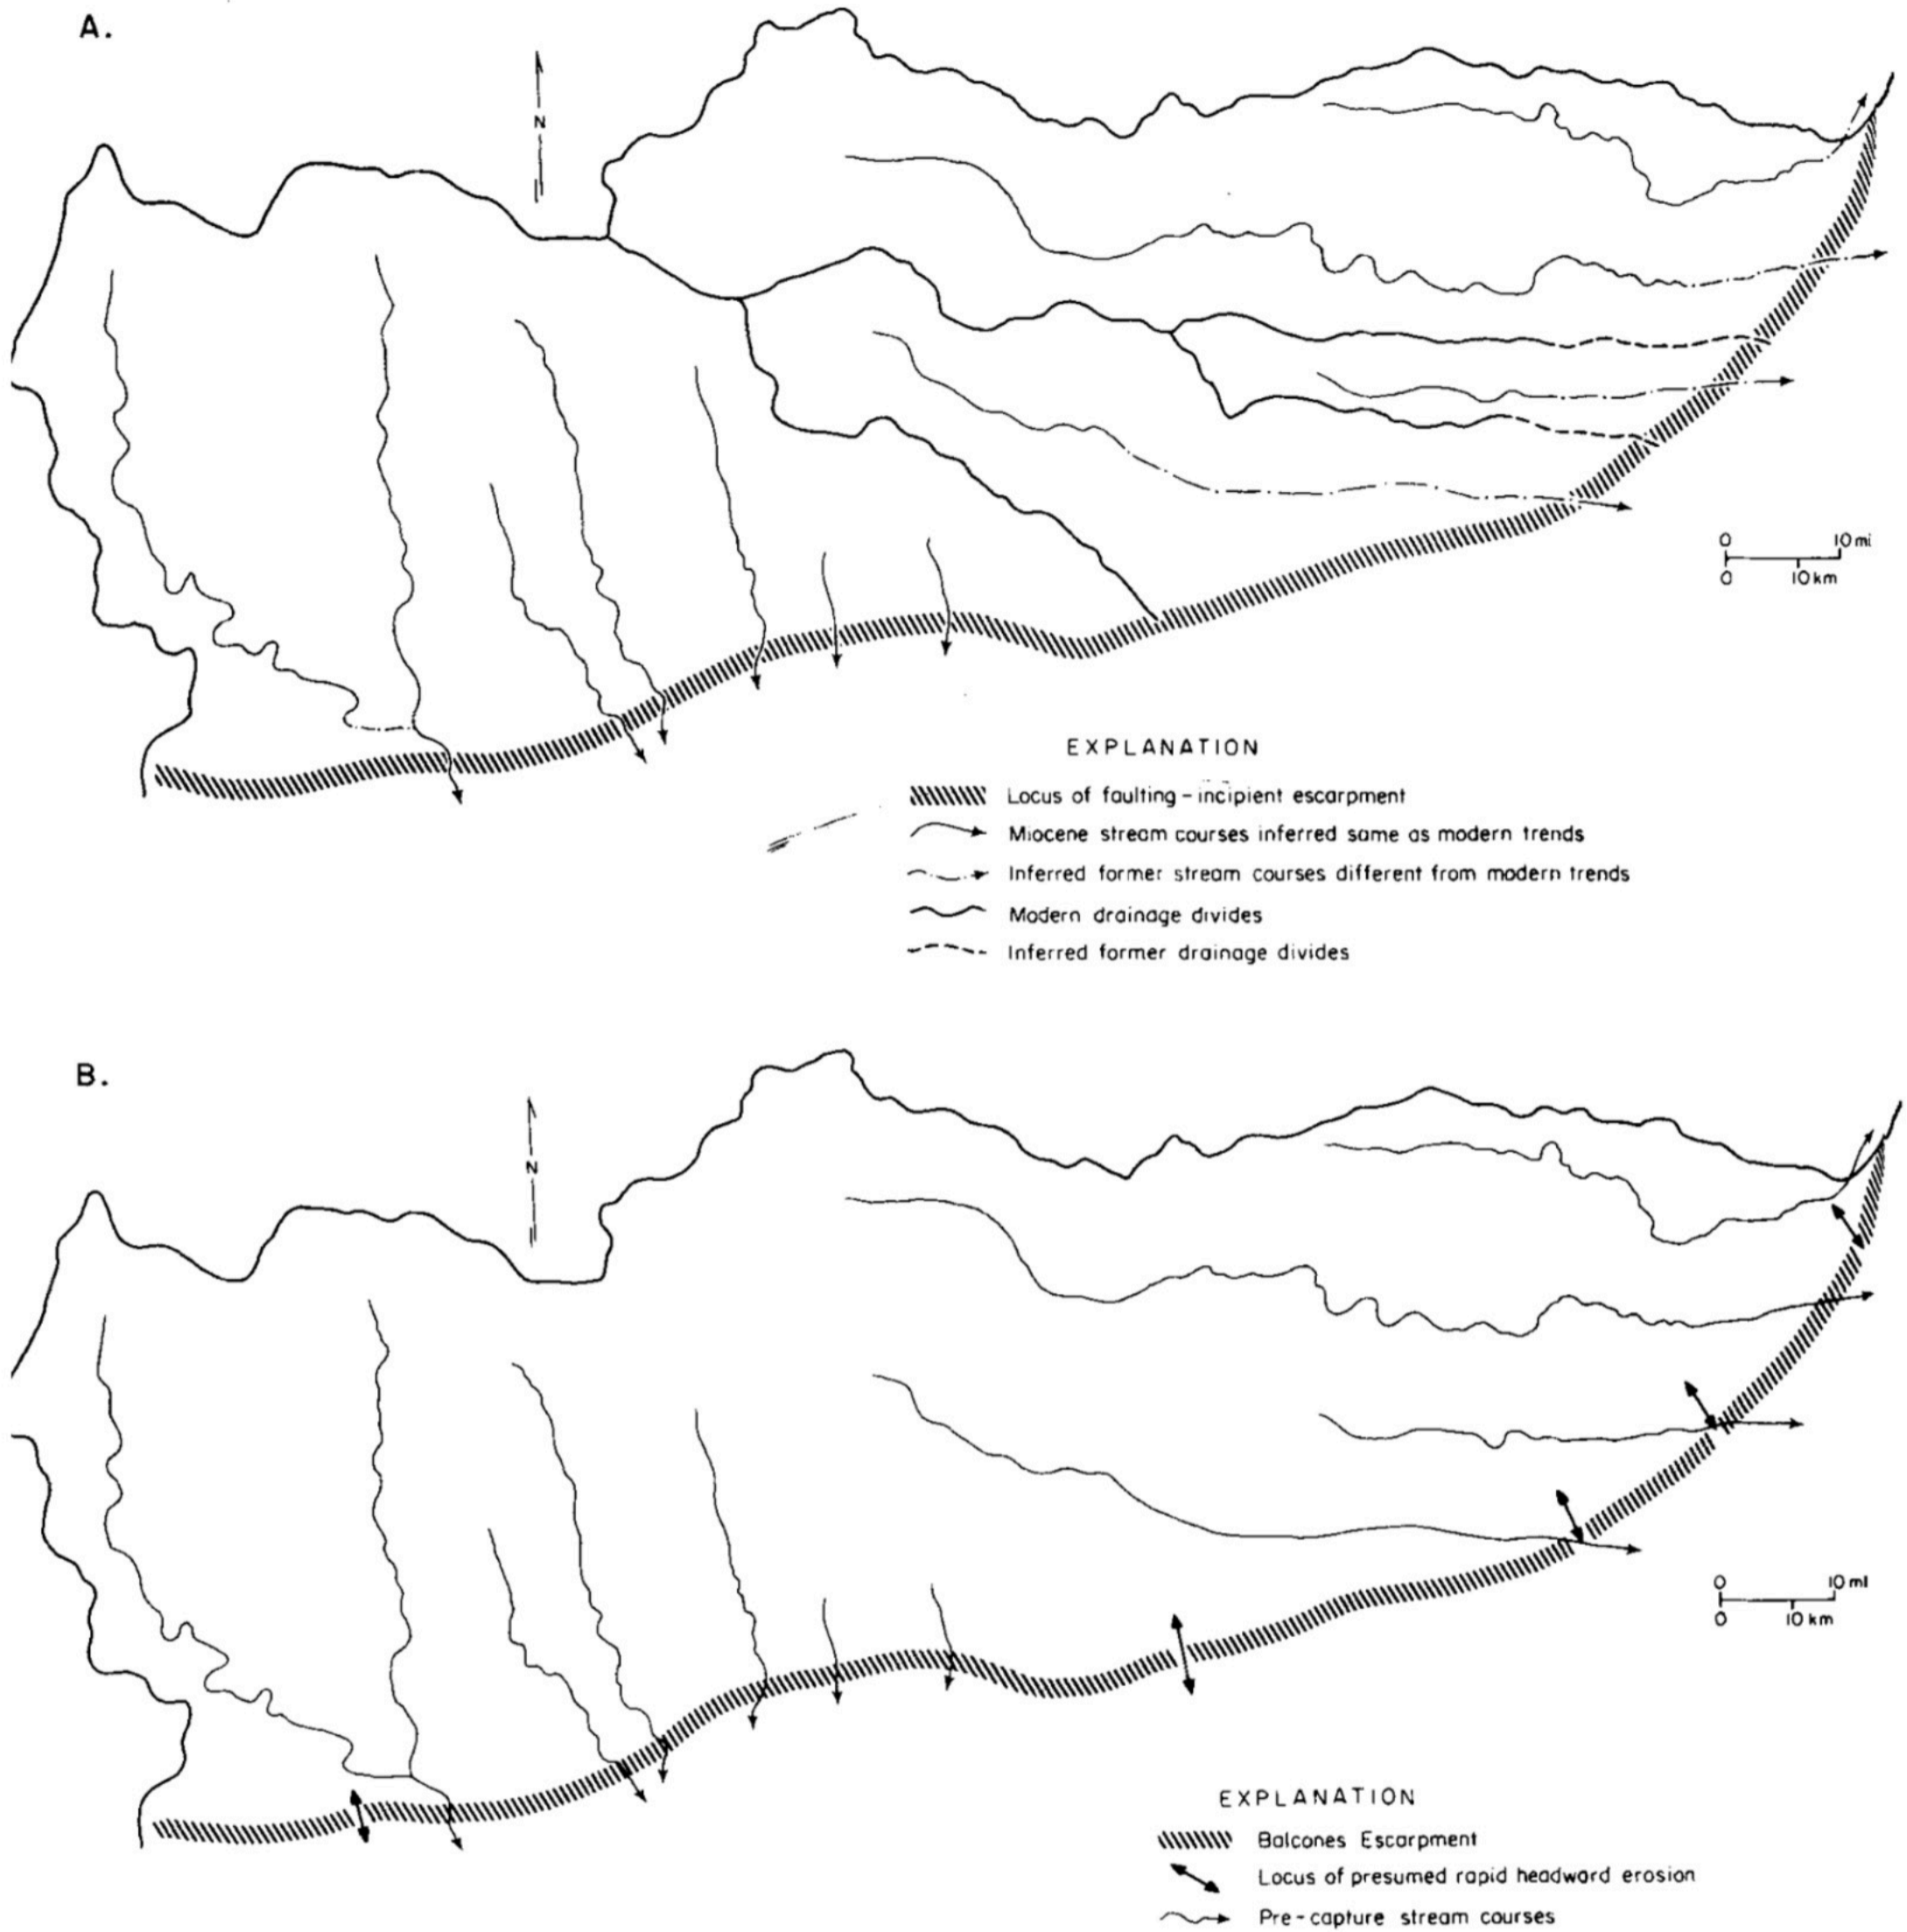 A.
N
0 10 mi
0 10 km
EXPLANATION
Locus of faulting - incipient escarpment
Miocene stream courses inferred same as modern trends
Inferred former stream courses different from modern trends
Modern drainage divides
Inferred former drainage divides
B.
N
0 10 mi
0 10 km
EXPLANATION
Balcones Escarpment
Locus of presumed rapid headward erosion
Pre-capture stream courses